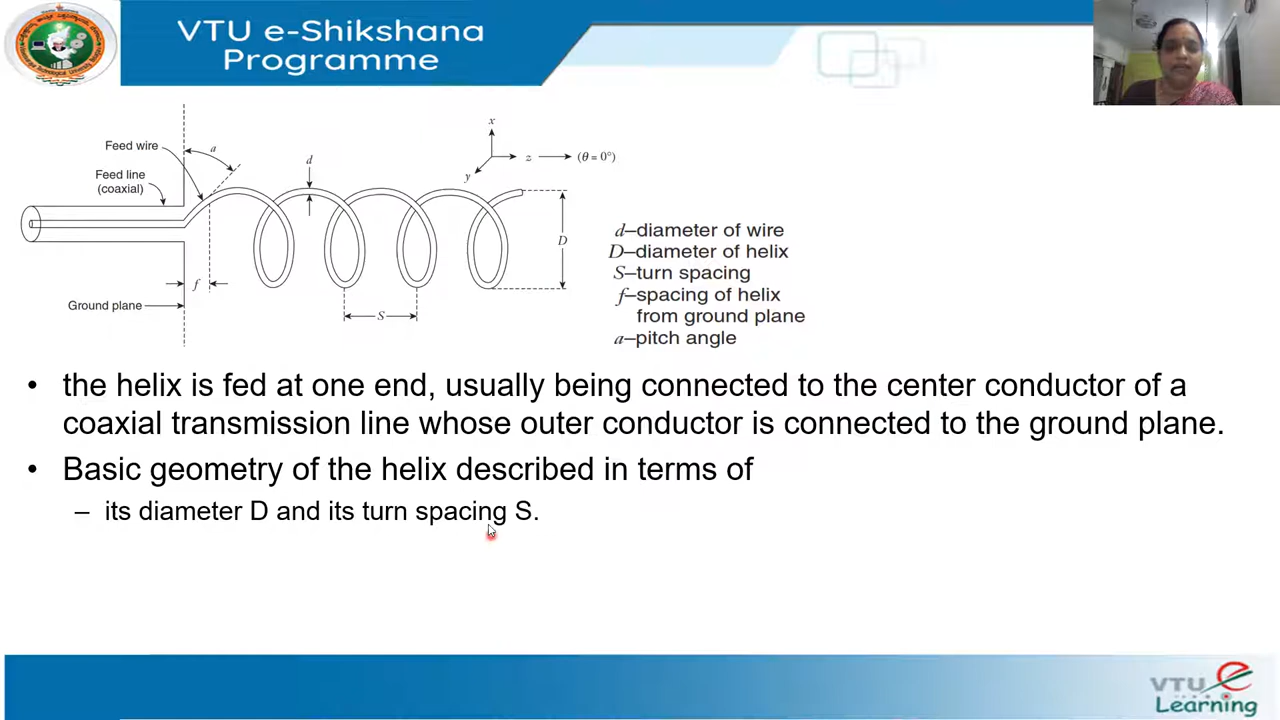 VTU e-Shikshana
Programme
Feed wire
a
d
x
z
(θ = 0°)
y
Feed line
(coaxial)
D
f
Ground plane
S
d–diameter of wire
D–diameter of helix
S–turn spacing
f–spacing of helix
from ground plane
a–pitch angle
• the helix is fed at one end, usually being connected to the center conductor of a
coaxial transmission line whose outer conductor is connected to the ground plane.
• Basic geometry of the helix described in terms of
– its diameter D and its turn spacing S.
VTU e
Learning